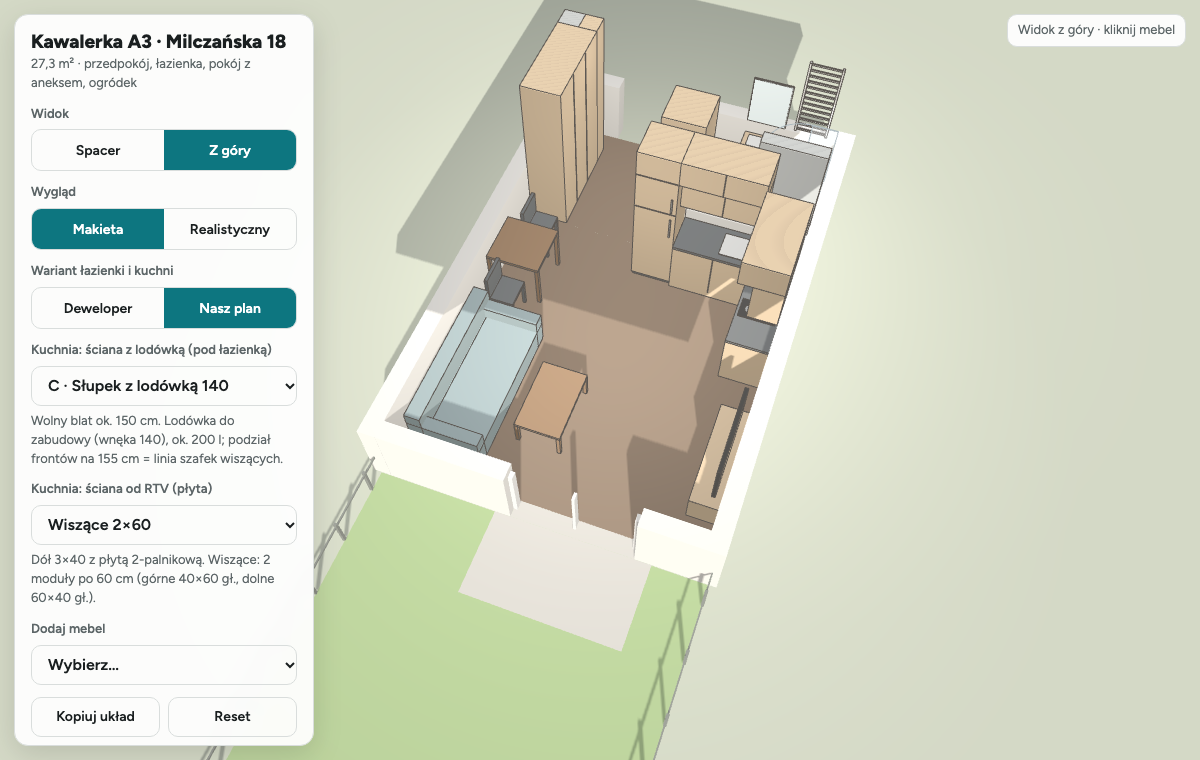 Kawalerka A3 · Milczańska 18
27,3 m² · przedpokój, łazienka, pokój z
aneksem, ogródek
Widok
Spacer
Z góry
Wygląd
Makieta
Realistyczny
Wariant łazienki i kuchni
Deweloper
Nasz plan
Kuchnia: ściana z lodówką (pod łazienką)
C · Słupek z lodówką 140
Wolny blat ok. 150 cm. Lodówka do
zabudowy (wnęka 140), ok. 200 l; podział
frontów na 155 cm = linia szafek wiszących.
Kuchnia: ściana od RTV (płyta)
Wiszące 2×60
Dół 3×40 z płytą 2-palnikową. Wiszące: 2
moduły po 60 cm (górne 40×60 gł., dolne
60×40 gł.).
Dodaj mebel
Wybierz...
Kopiuj układ
Reset
Widok z góry · kliknij mebel